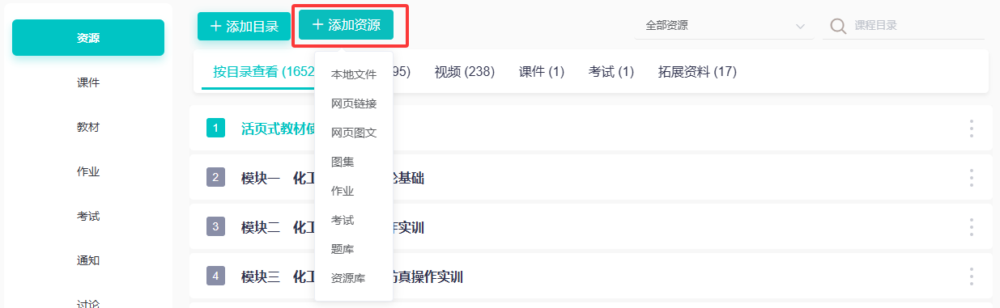 资源
课件
教材
作业
考试
通知
讨论
添加目录
添加资源
全部资源
课程目录
按目录查看 (1652
95)
视频 (238)
课件 (1)
考试 (1)
拓展资料 (17)
本地文件
网页链接
网页图文
图集
作业
考试
题库
资源库
1 活页式教材使
2 模块一 化工 论基础
3 模块二 化工 作实训
4 模块三 化工 仿真操作实训